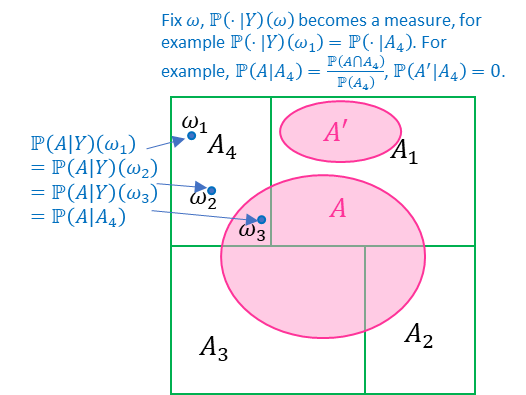 Fix ω, ℙ(· |Y)(ω) becomes a measure, for
example ℙ(· |Y)(ω₁) = ℙ(· |A₄). For
example, ℙ(A|A₄) = ℙ(A∩A₄)/ℙ(A₄), ℙ(A′|A₄) = 0.
ω₁
A₄
A′
A₁
ℙ(A|Y)(ω₁)
= ℙ(A|Y)(ω₂)
= ℙ(A|Y)(ω₃)
= ℙ(A|A₄)
ω₂
A
ω₃
A₃
A₂